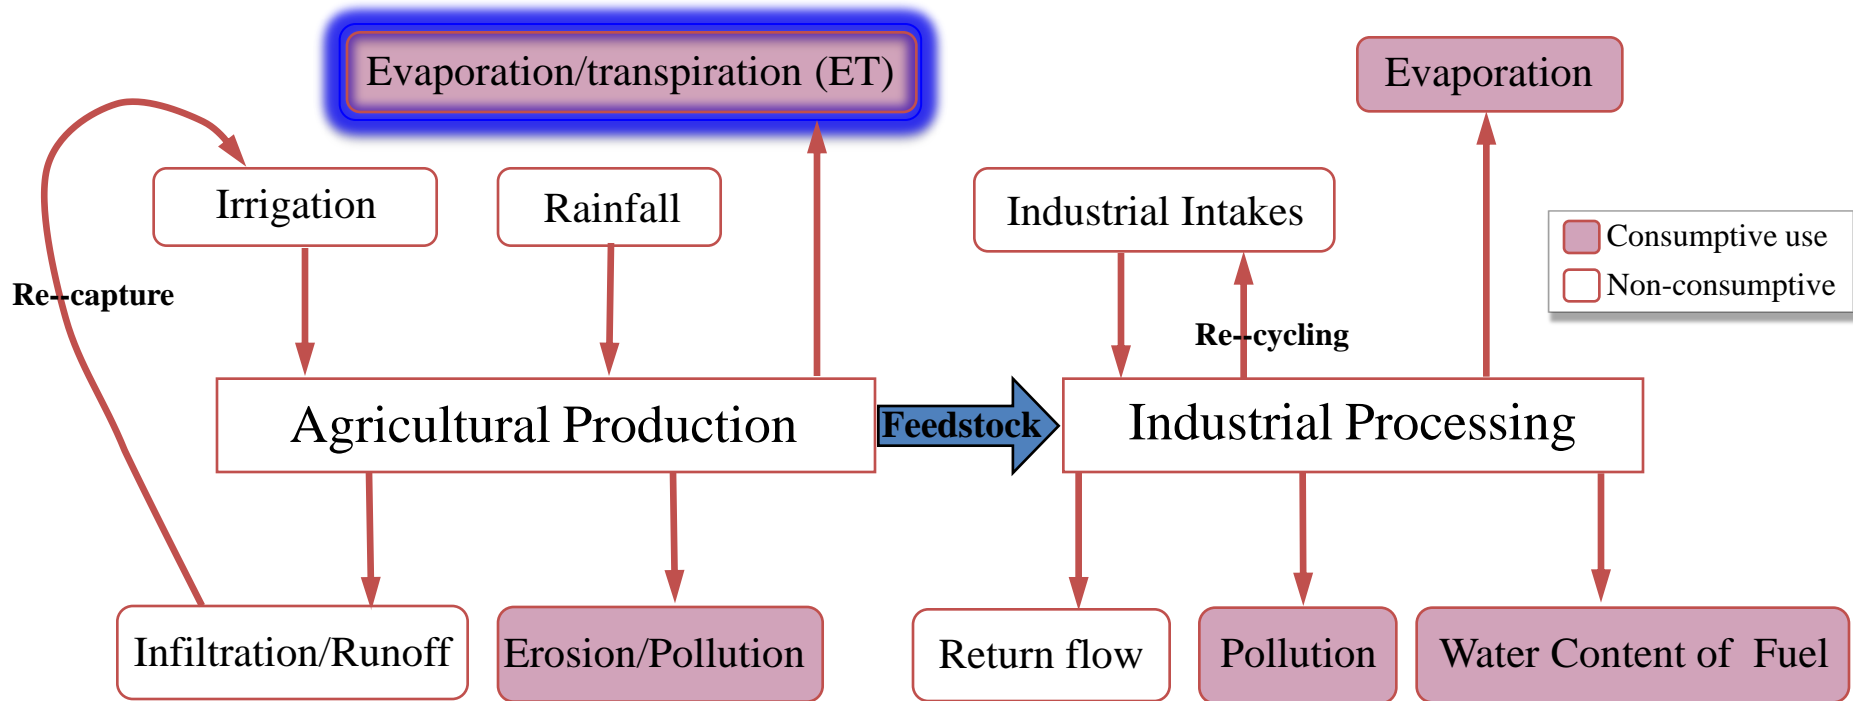 Evaporation/transpiration (ET)
Evaporation
Irrigation
Rainfall
Industrial Intakes
Consumptive use
Non-consumptive
Re--capture
Re--cycling
Agricultural Production
Feedstock
Industrial Processing
Infiltration/Runoff
Erosion/Pollution
Return flow
Pollution
Water Content of  Fuel